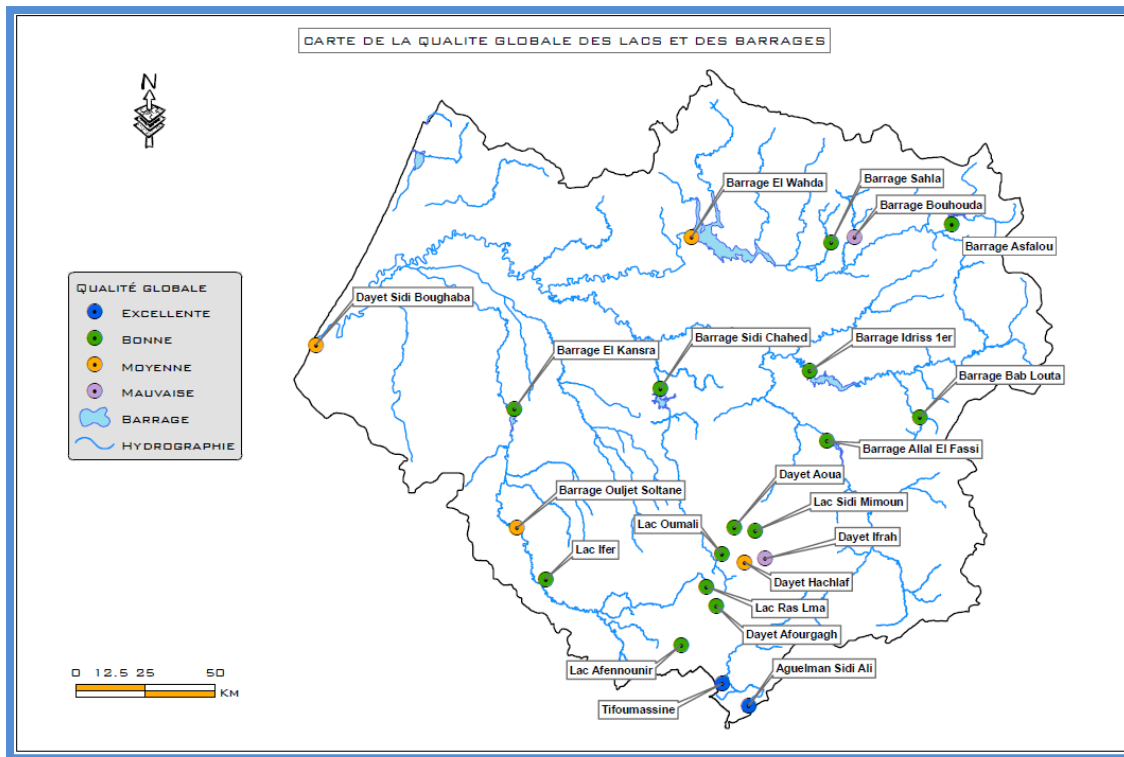 CARTE DE LA QUALITE GLOBALE DES LACS ET DES BARRAGES
N
Barrage El Wahda
Barrage Sahla
Barrage Bouhouda
Barrage Asfalou
QUALITÉ GLOBALE
EXCELLENTE
BONNE
MOYENNE
MAUVAISE
BARRAGE
HYDROGRAPHIE
Dayet Sidi Boughaba
Barrage El Kansra
Barrage Sidi Chahed
Barrage Idriss 1er
Barrage Bab Louta
Barrage Allal El Fassi
Barrage Ouljet Soltane
Dayet Aoua
Lac Sidi Mimoun
Lac Oumali
Dayet Ifrah
Lac Ifer
Dayet Hachlaf
Lac Ras Lma
Dayet Afourgagh
Lac Afennounir
Aguelman Sidi Ali
Tifoumassine
0 12.5 25 50
KM